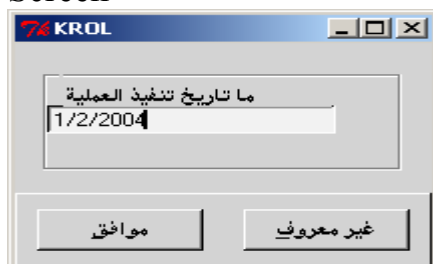 Screen
KROL
ما تاريخ تنفيذ العملية
1/2/2004
موافق
غير معروف